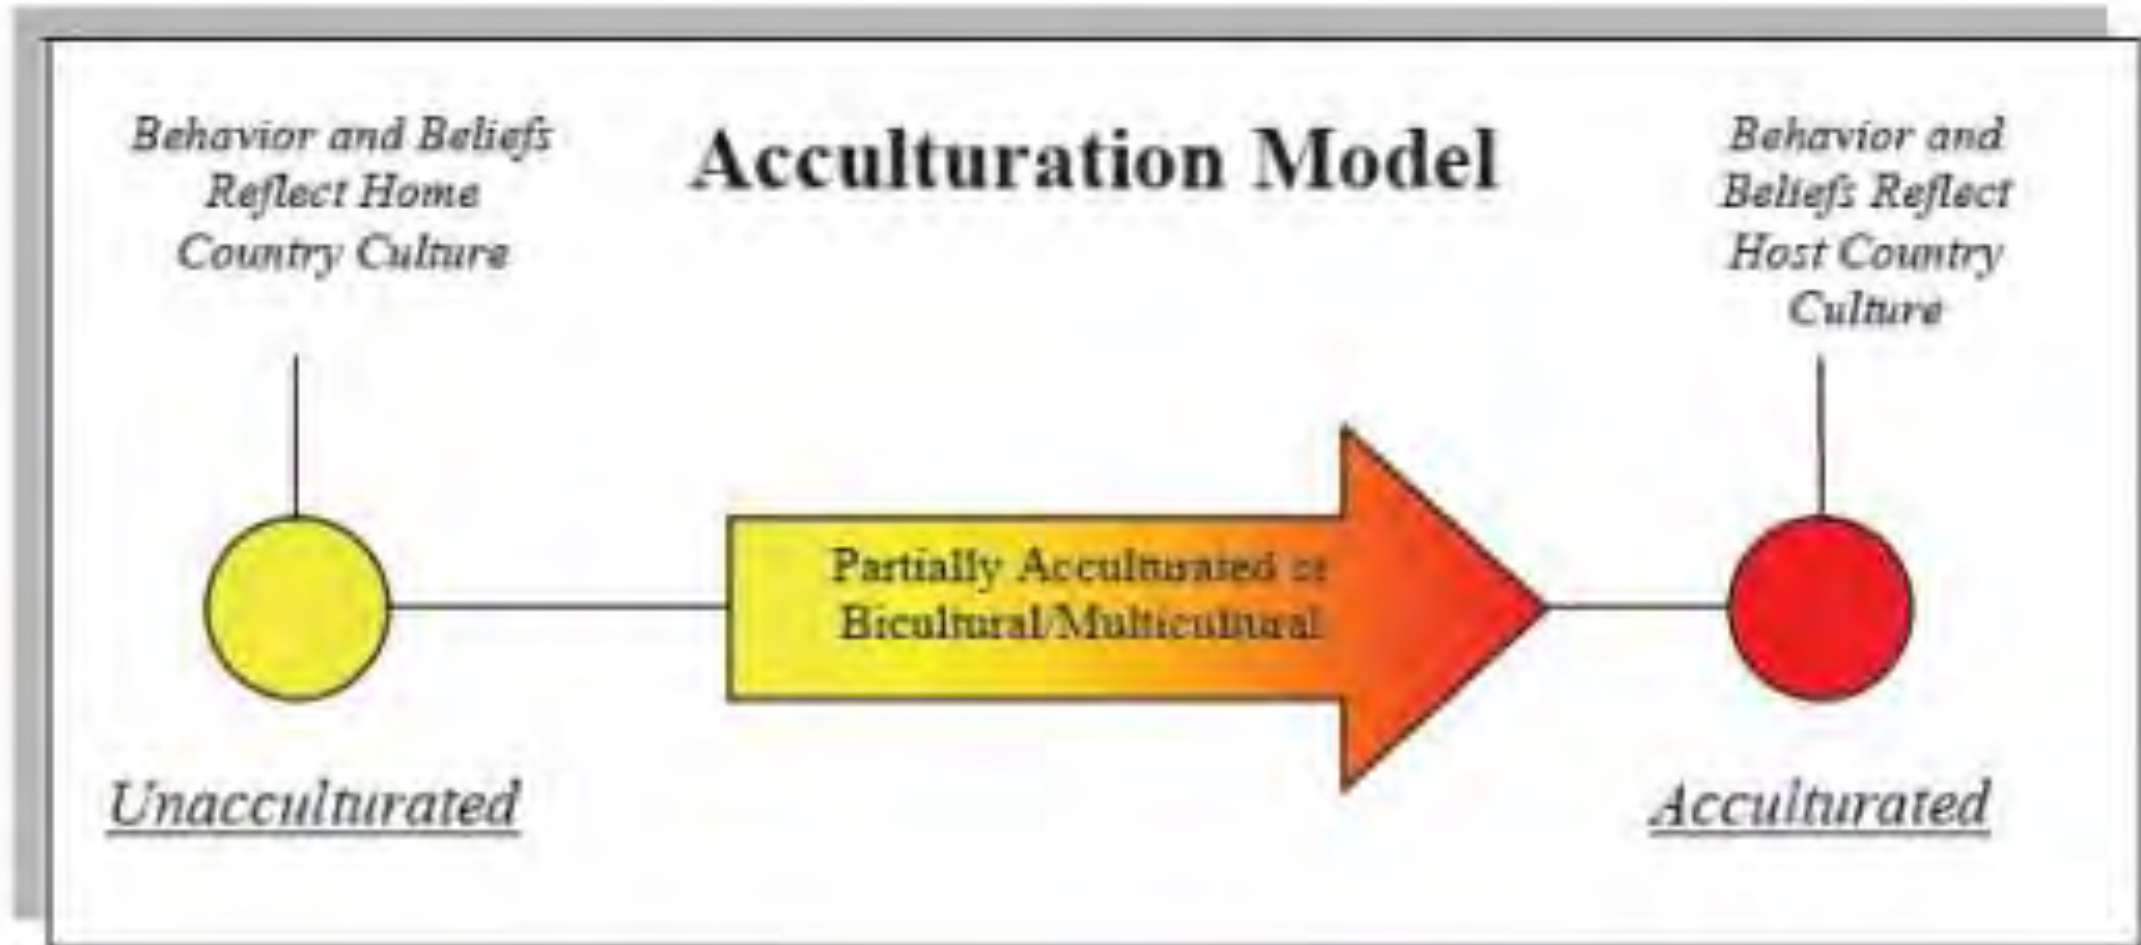 Behavior and Beliefs
Reflect Home
Country Culture
Acculturation Model
Behavior and
Beliefs Reflect
Host Country
Culture
Partially Acculturated or
Bicultural/Multicultural
Unacculturated
Acculturated